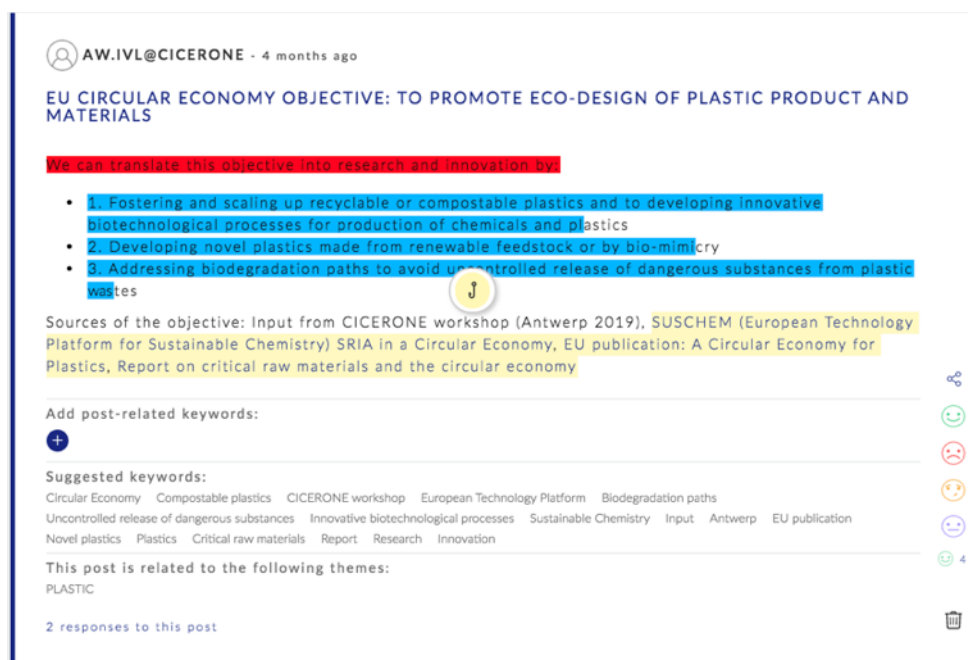 AW.IVL@CICERONE - 4 months ago
EU CIRCULAR ECONOMY OBJECTIVE: TO PROMOTE ECO-DESIGN OF PLASTIC PRODUCT AND
MATERIALS
We can translate this objective into research and innovation by:
• 1. Fostering and scaling up recyclable or compostable plastics and to developing innovative
biotechnological processes for production of chemicals and plastics
• 2. Developing novel plastics made from renewable feedstock or by bio-mimicry
• 3. Addressing biodegradation paths to avoid uncontrolled release of dangerous substances from plastic
wastes
Sources of the objective: Input from CICERONE workshop (Antwerp 2019), SUSCHEM (European Technology
Platform for Sustainable Chemistry) SRIA in a Circular Economy, EU publication: A Circular Economy for
Plastics, Report on critical raw materials and the circular economy
Add post-related keywords:
Suggested keywords:
Circular Economy Compostable plastics CICERONE workshop European Technology Platform Biodegradation paths
Uncontrolled release of dangerous substances Innovative biotechnological processes Sustainable Chemistry Input Antwerp EU publication
Novel plastics Plastics Critical raw materials Report Research Innovation
4
This post is related to the following themes:
PLASTIC
2 responses to this post